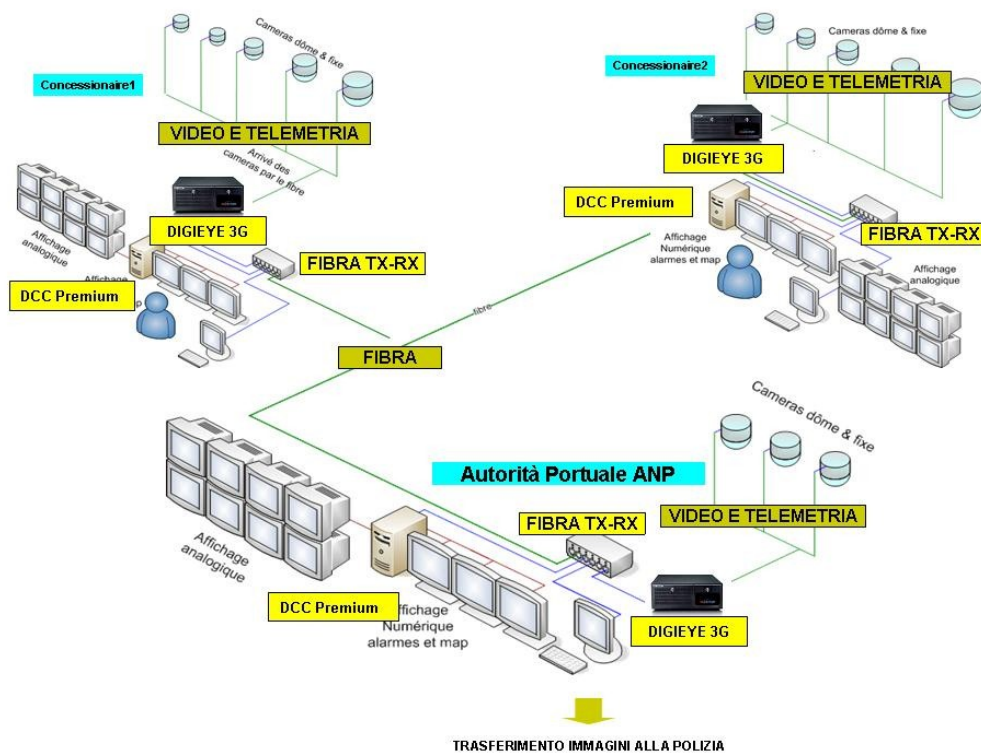 Cameras dôme & fixe
Concessionaire1
VIDEO E TELEMETRIA
Arrivé des
cameras par le fibre
DIGIEYE 3G
Affichage
analogique
FIBRA TX-RX
DCC Premium
Cameras dôme & fixe
Concessionaire2
VIDEO E TELEMETRIA
DIGIEYE 3G
DCC Premium
FIBRA TX-RX
Affichage
Numérique
alarmes et map
Affichage
analogique
fibre
FIBRA
Cameras dôme & fixe
Autorità Portuale ANP
VIDEO E TELEMETRIA
FIBRA TX-RX
Affichage
analogique
DCC Premium
Affichage
Numérique
alarmes et map
DIGIEYE 3G
TRASFERIMENTO IMMAGINI ALLA POLIZIA